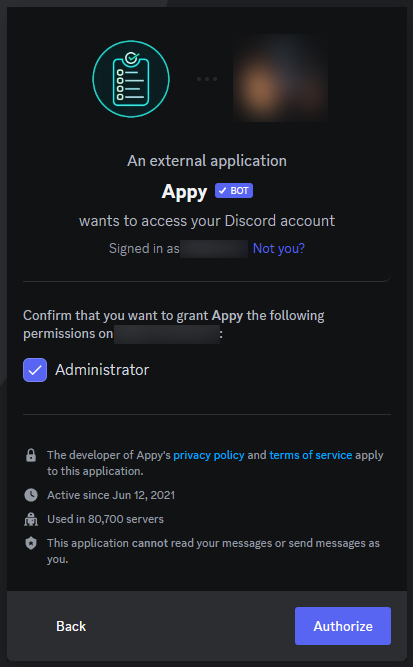 An external application
Appy BOT
wants to access your Discord account
Signed in as Not you?
Confirm that you want to grant Appy the following
permissions on :
Administrator
The developer of Appy's privacy policy and terms of service apply
to this application.
Active since Jun 12, 2021
Used in 80,700 servers
This application cannot read your messages or send messages as
you.
Back Authorize